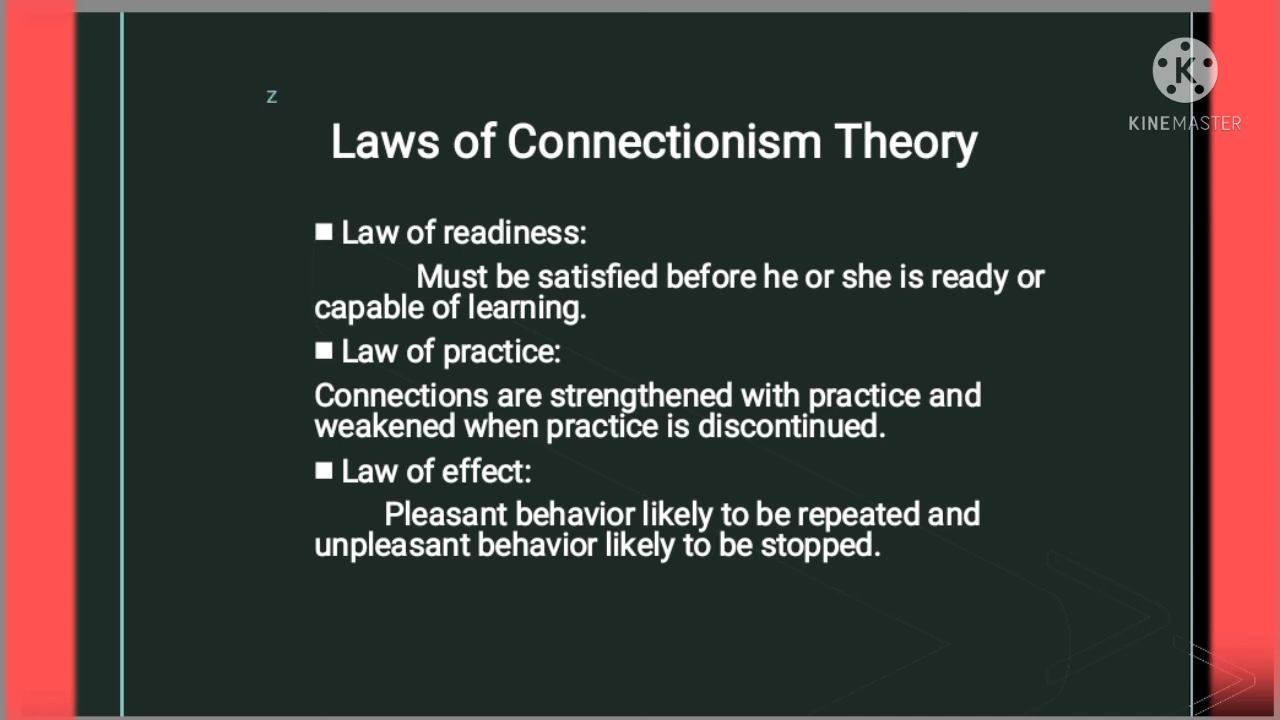 z
KINEMASTER
Laws of Connectionism Theory
Law of readiness:
Must be satisfied before he or she is ready or
capable of learning.
Law of practice:
Connections are strengthened with practice and
weakened when practice is discontinued.
Law of effect:
Pleasant behavior likely to be repeated and
unpleasant behavior likely to be stopped.